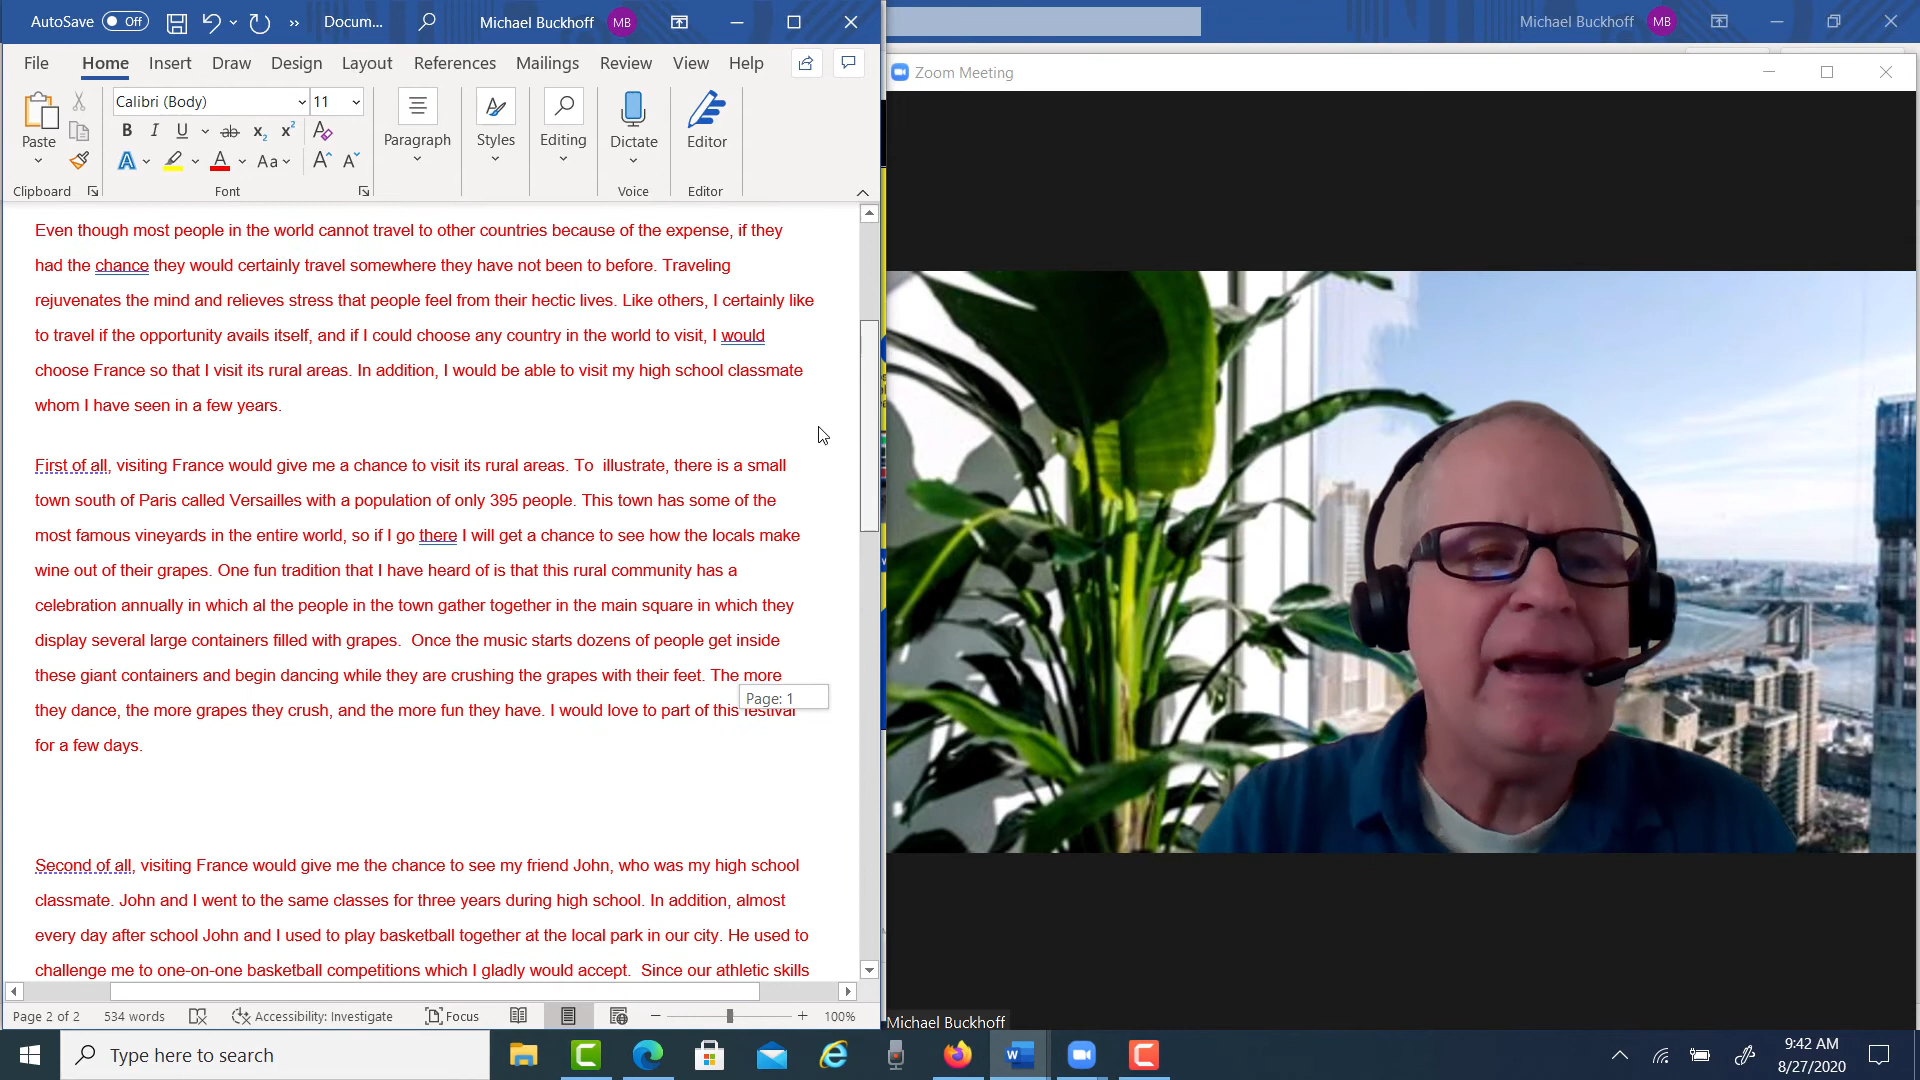 AutoSave Off Docum... Michael Buckhoff MB
File Home Insert Draw Design Layout References Mailings Review View Help
Calibri (Body) 11
Paste Paragraph Styles Editing Dictate Editor
Clipboard Font Voice Editor
Even though most people in the world cannot travel to other countries because of the expense, if they
had the chance they would certainly travel somewhere they have not been to before. Traveling
rejuvenates the mind and relieves stress that people feel from their hectic lives. Like others, I certainly like
to travel if the opportunity avails itself, and if I could choose any country in the world to visit, I would
choose France so that I visit its rural areas. In addition, I would be able to visit my high school classmate
whom I have seen in a few years.
First of all, visiting France would give me a chance to visit its rural areas. To  illustrate, there is a small
town south of Paris called Versailles with a population of only 395 people. This town has some of the
most famous vineyards in the entire world, so if I go there I will get a chance to see how the locals make
wine out of their grapes. One fun tradition that I have heard of is that this rural community has a
celebration annually in which al the people in the town gather together in the main square in which they
display several large containers filled with grapes.  Once the music starts dozens of people get inside
these giant containers and begin dancing while they are crushing the grapes with their feet. The more
Page: 1
they dance, the more grapes they crush, and the more fun they have. I would love to part of this festival
for a few days.
Second of all, visiting France would give me the chance to see my friend John, who was my high school
classmate. John and I went to the same classes for three years during high school. In addition, almost
every day after school John and I used to play basketball together at the local park in our city. He used to
challenge me to one-on-one basketball competitions which I gladly would accept.  Since our athletic skills
Page 2 of 2 534 words Accessibility: Investigate Focus 100%
Michael Buckhoff MB
Zoom Meeting
Michael Buckhoff
Type here to search
9:42 AM
8/27/2020